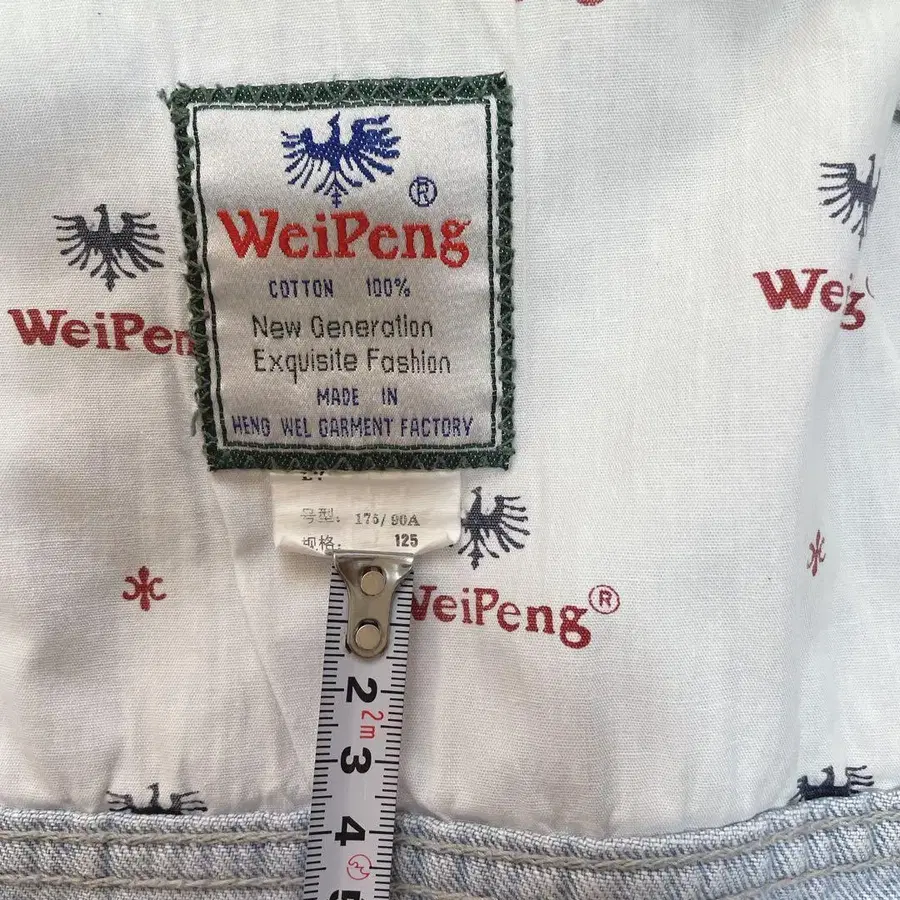 WeiPeng
®
COTTON 100%
New Generation
Exquisite Fashion
MADE IN
HENG WEL GARMENT FACTORY
号型: 175/90A
规格: 125
WeiPen
Wei
g
WeiPeng®
2
2m
3
4
5